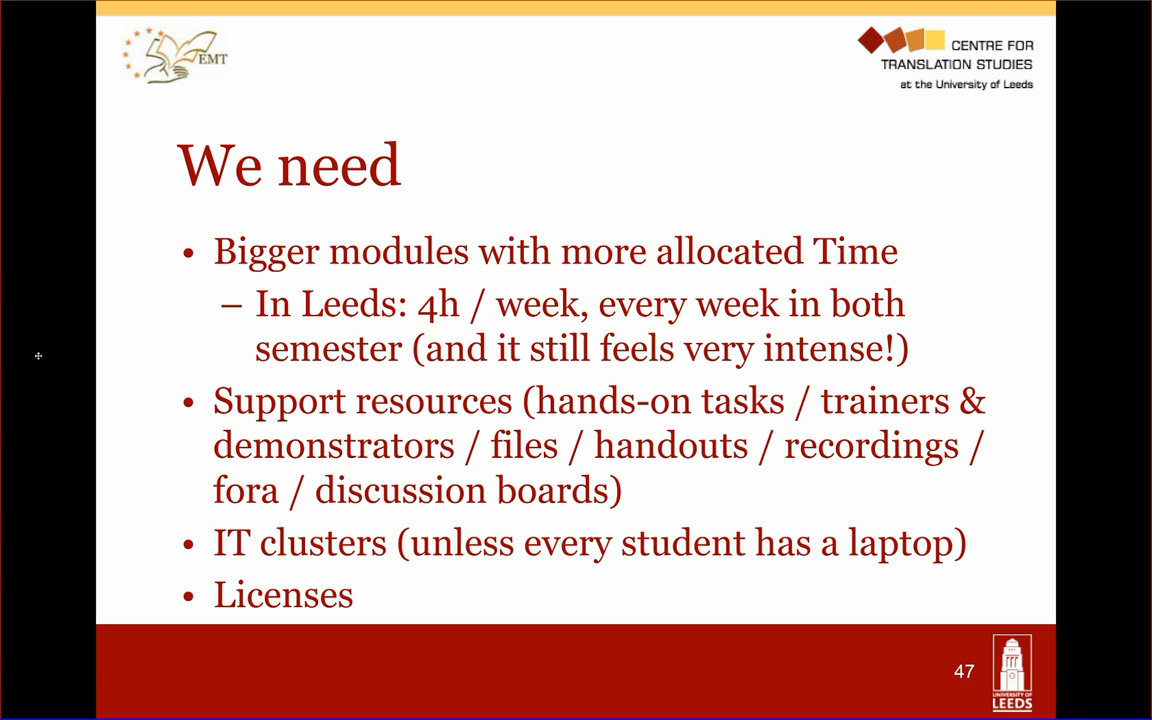 EMT
CENTRE FOR
TRANSLATION STUDIES
at the University of Leeds
We need
• Bigger modules with more allocated Time
– In Leeds: 4h / week, every week in both
semester (and it still feels very intense!)
• Support resources (hands-on tasks / trainers &
demonstrators / files / handouts / recordings /
fora / discussion boards)
• IT clusters (unless every student has a laptop)
• Licenses
47
UNIVERSITY OF
LEEDS